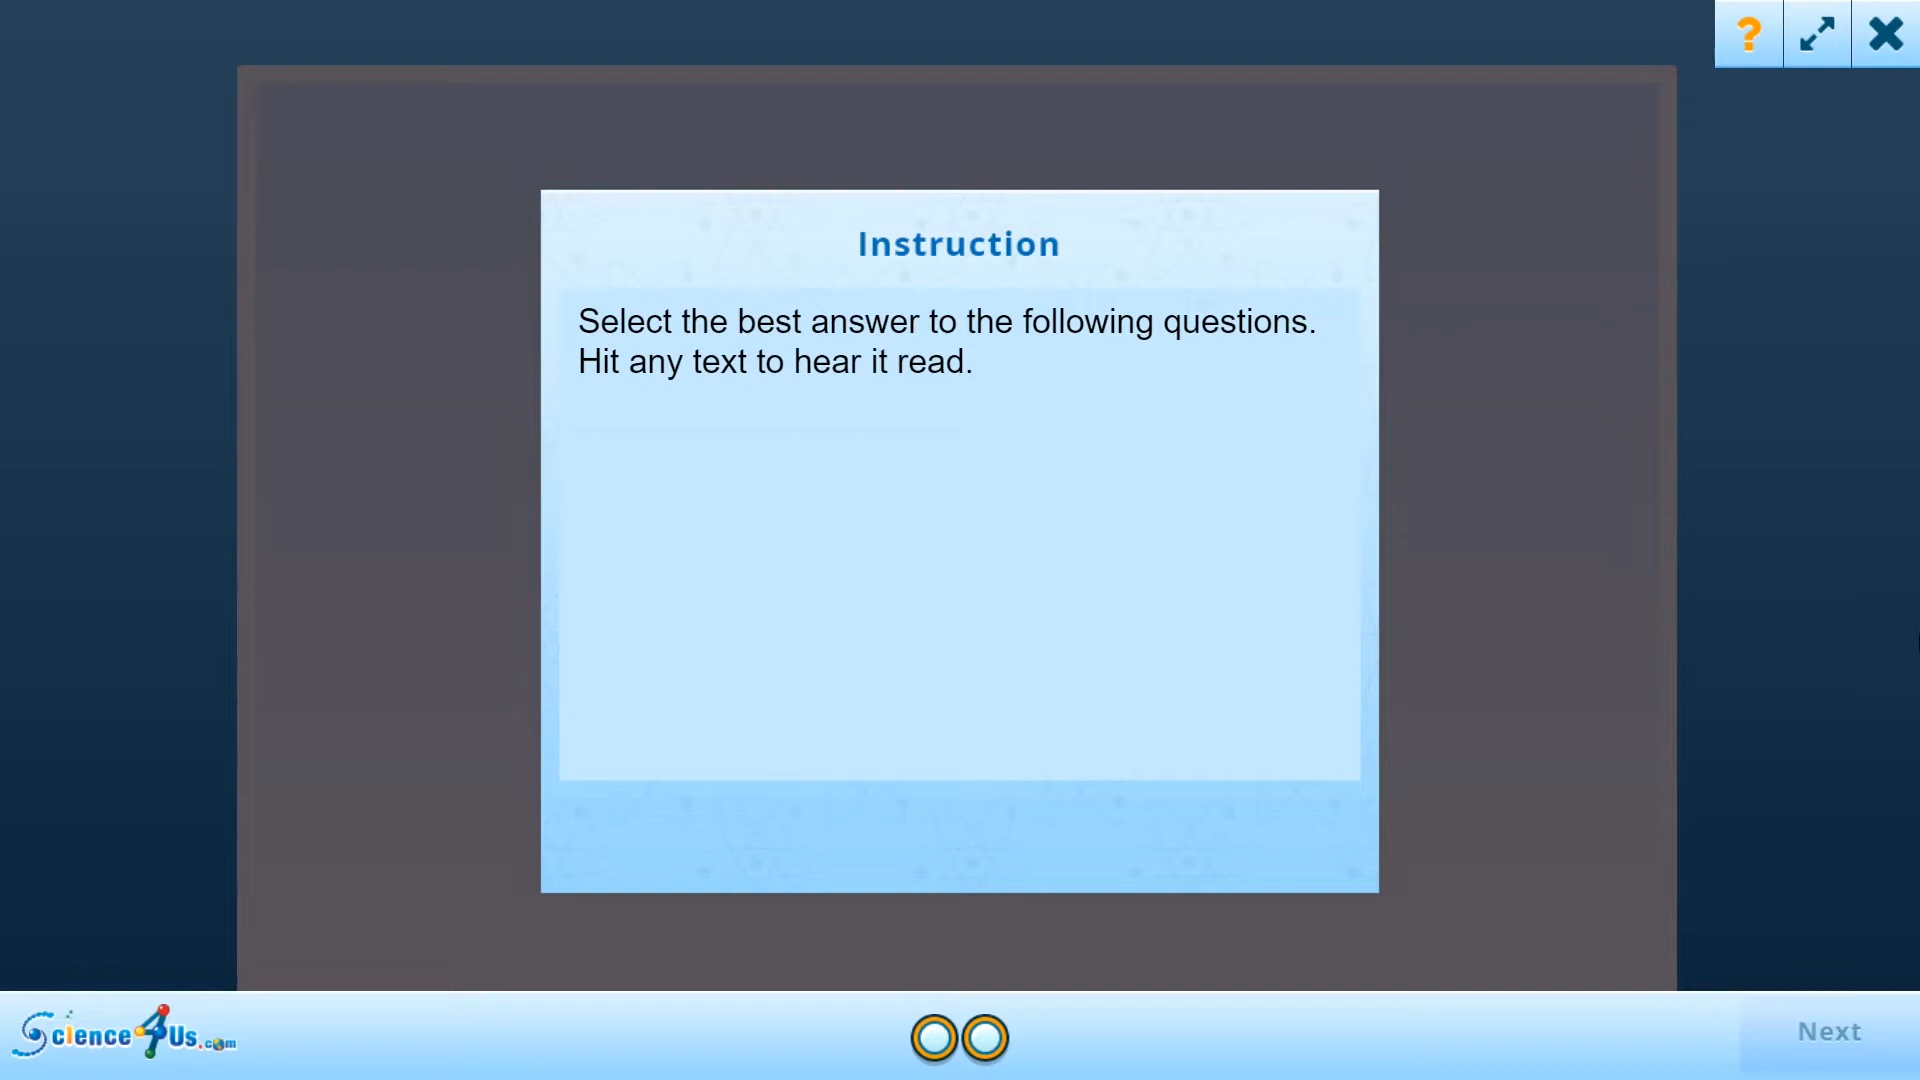 ?
Instruction
Select the best answer to the following questions.
Hit any text to hear it read.
Science4Us.com
Next